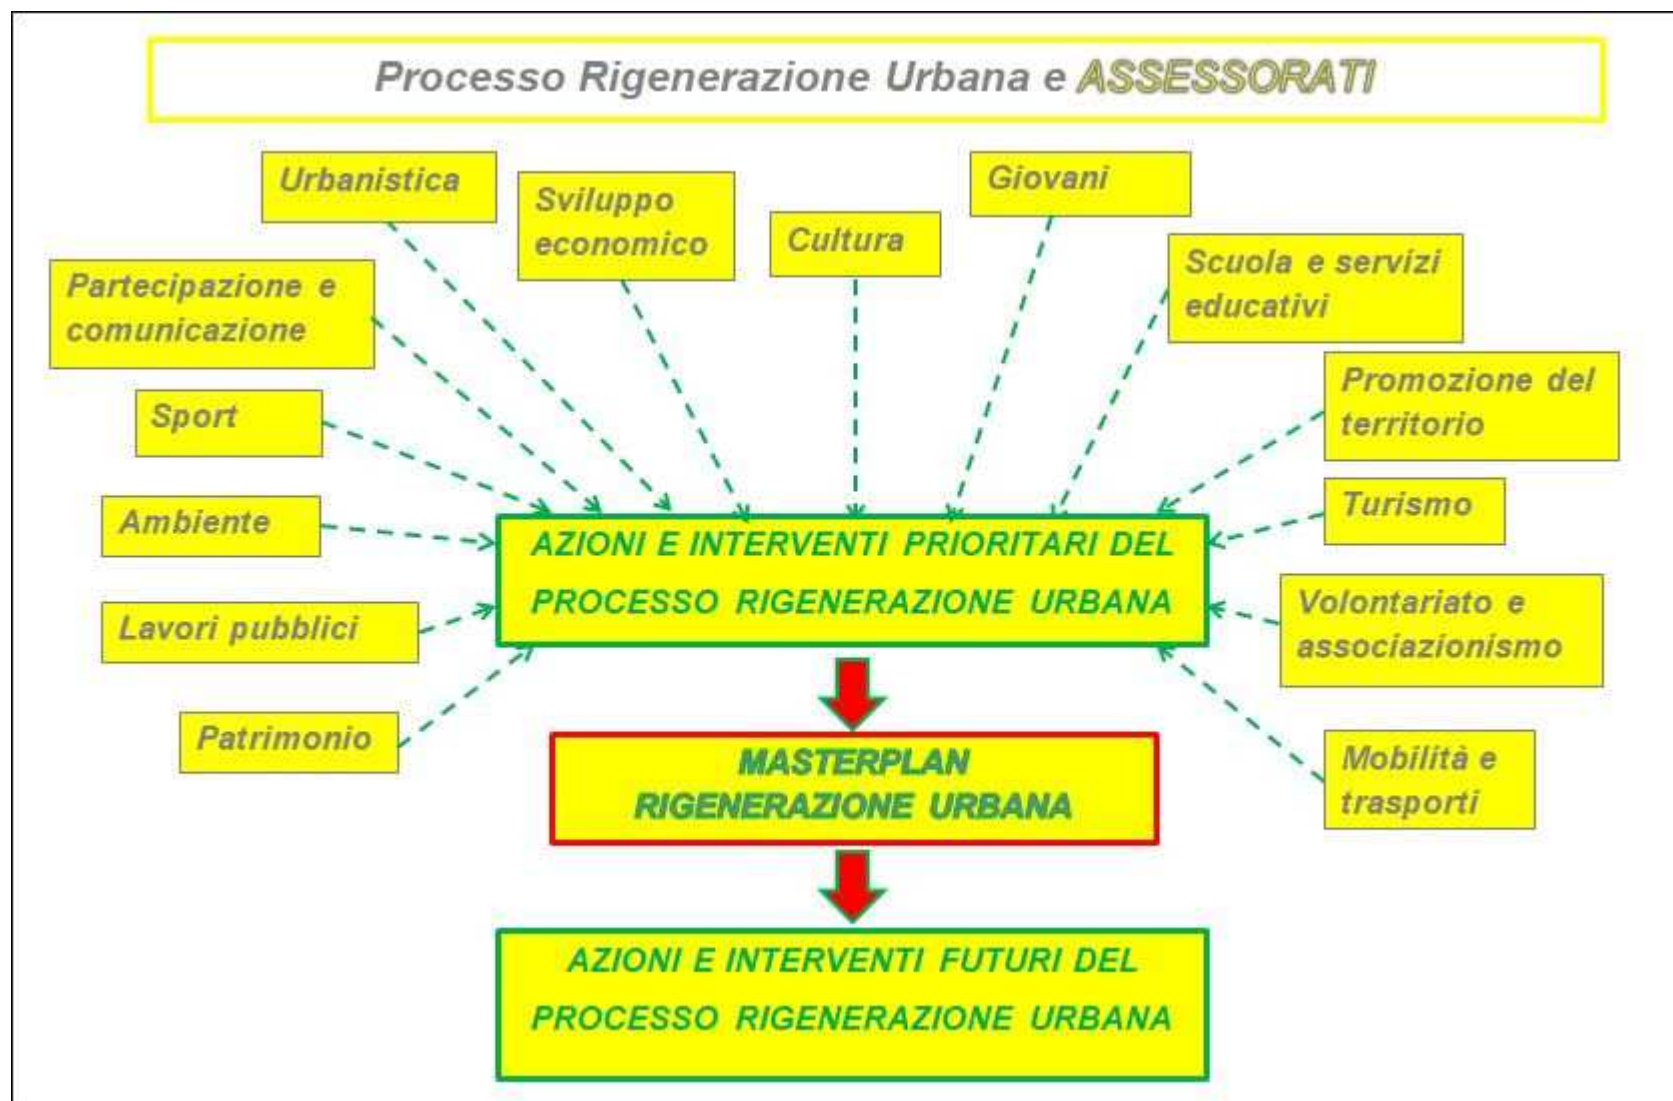 Processo Rigenerazione Urbana e ASSESSORATI
Urbanistica
Sviluppo
economico
Cultura
Giovani
Scuola e servizi
educativi
Partecipazione e
comunicazione
Promozione del
territorio
Sport
Turismo
Ambiente
AZIONI E INTERVENTI PRIORITARI DEL
PROCESSO RIGENERAZIONE URBANA
Lavori pubblici
Volontariato e
associazionismo
Patrimonio
Mobilità e
trasporti
MASTERPLAN
RIGENERAZIONE URBANA
AZIONI E INTERVENTI FUTURI DEL
PROCESSO RIGENERAZIONE URBANA